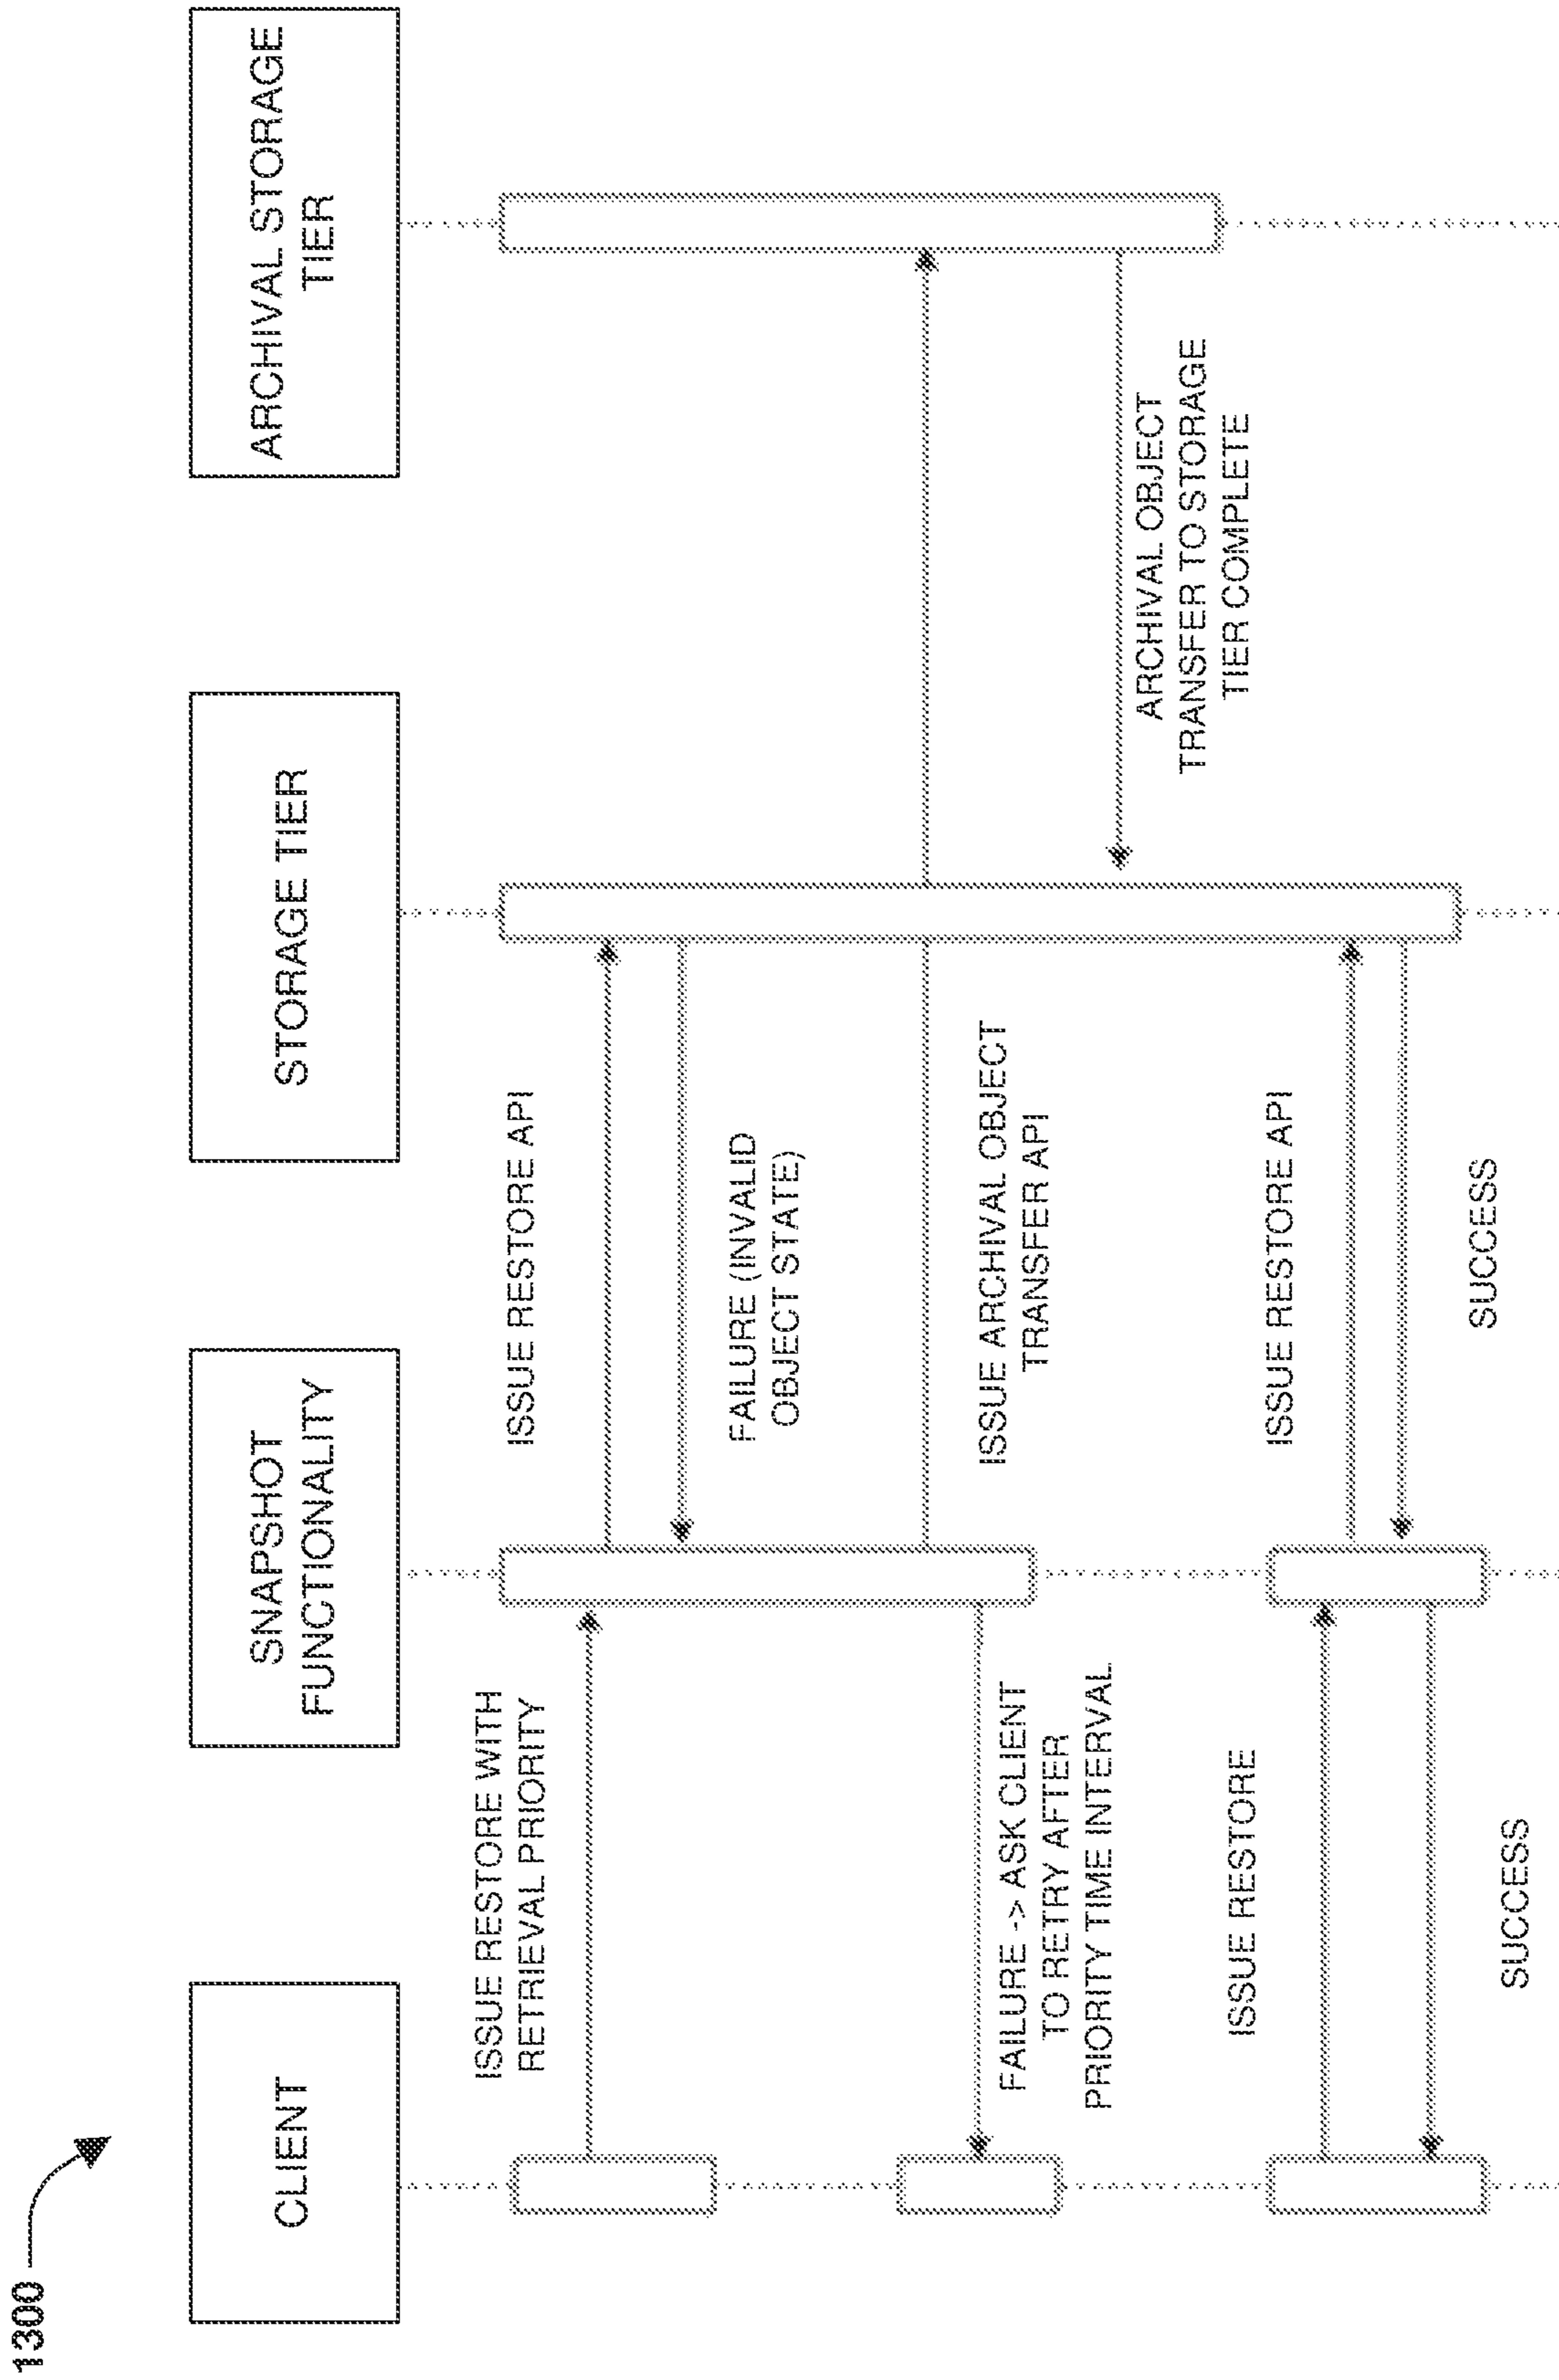 1300
CLIENT
SNAPSHOT
FUNCTIONALITY
STORAGE TIER
ARCHIVAL STORAGE
TIER
ISSUE RESTORE WITH
RETRIEVAL PRIORITY
ISSUE RESTORE API
FAILURE (INVALID
OBJECT STATE)
ISSUE ARCHIVAL OBJECT
TRANSFER API
FAILURE -> ASK CLIENT
TO RETRY AFTER
PRIORITY TIME INTERVAL
ARCHIVAL OBJECT
TRANSFER TO STORAGE
TIER COMPLETE
ISSUE RESTORE
ISSUE RESTORE API
SUCCESS
SUCCESS